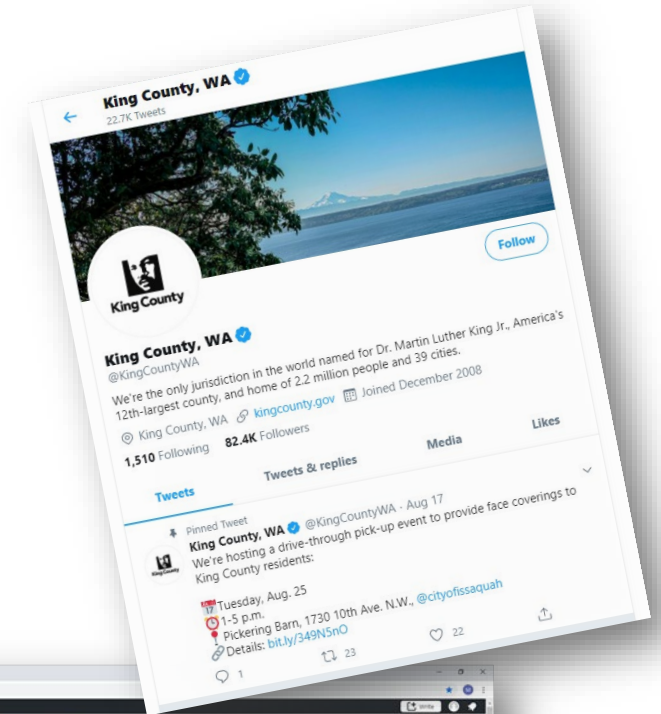 King County, WA
22.7K Tweets
King County
Follow
King County, WA
@KingCountyWA
We're the only jurisdiction in the world named for Dr. Martin Luther King Jr., America's
12th-largest county, and home of 2.2 million people and 39 cities.
King County, WA kingcounty.gov Joined December 2008
1,510 Following 82.4K Followers
Tweets Tweets & replies Media Likes
Pinned Tweet
King County, WA @KingCountyWA · Aug 17
We're hosting a drive-through pick-up event to provide face coverings to
King County residents:
King County
17 Tuesday, Aug. 25
1-5 p.m.
Pickering Barn, 1730 10th Ave. N.W., @cityofissaquah
Details: bit.ly/349N5nO
1 23 22
Write